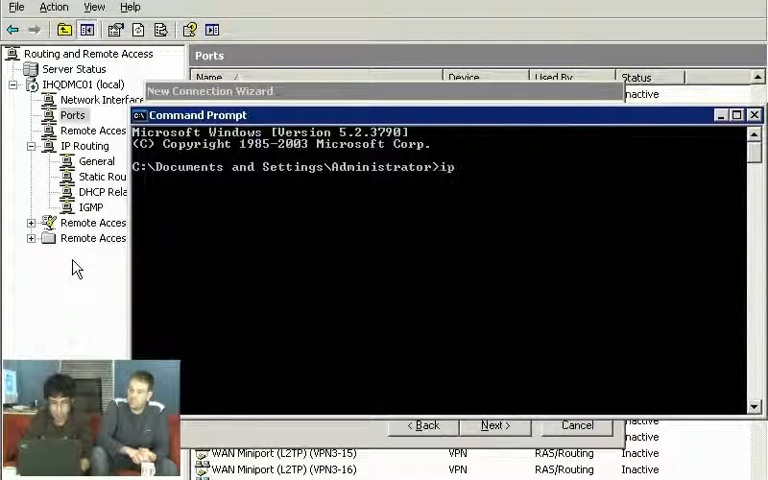 File Action View Help
Routing and Remote Access
Server Status
IHQDMC01 (local)
Network Interface
Ports
Remote Acces
IP Routing
General
Static Rou
DHCP Rela
IGMP
Remote Acces
Remote Acces
Ports
Name Device Used By Status
Inactive
New Connection Wizard
Command Prompt
Microsoft Windows [Version 5.2.3790]
(C) Copyright 1985-2003 Microsoft Corp.
C:\Documents and Settings\Administrator>ip
< Back Next > Cancel
Inactive
Inactive
WAN Miniport (L2TP) (VPN3-15) VPN RAS/Routing Inactive
WAN Miniport (L2TP) (VPN3-16) VPN RAS/Routing Inactive